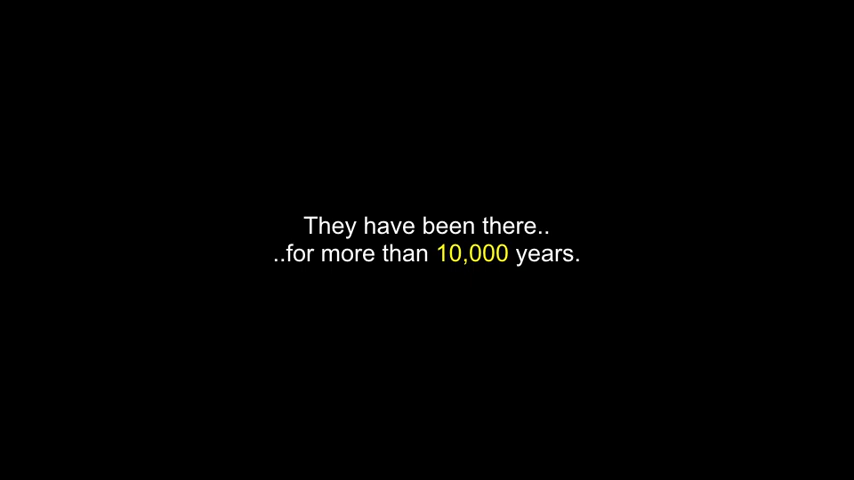 They have been there..
..for more than 10,000 years.